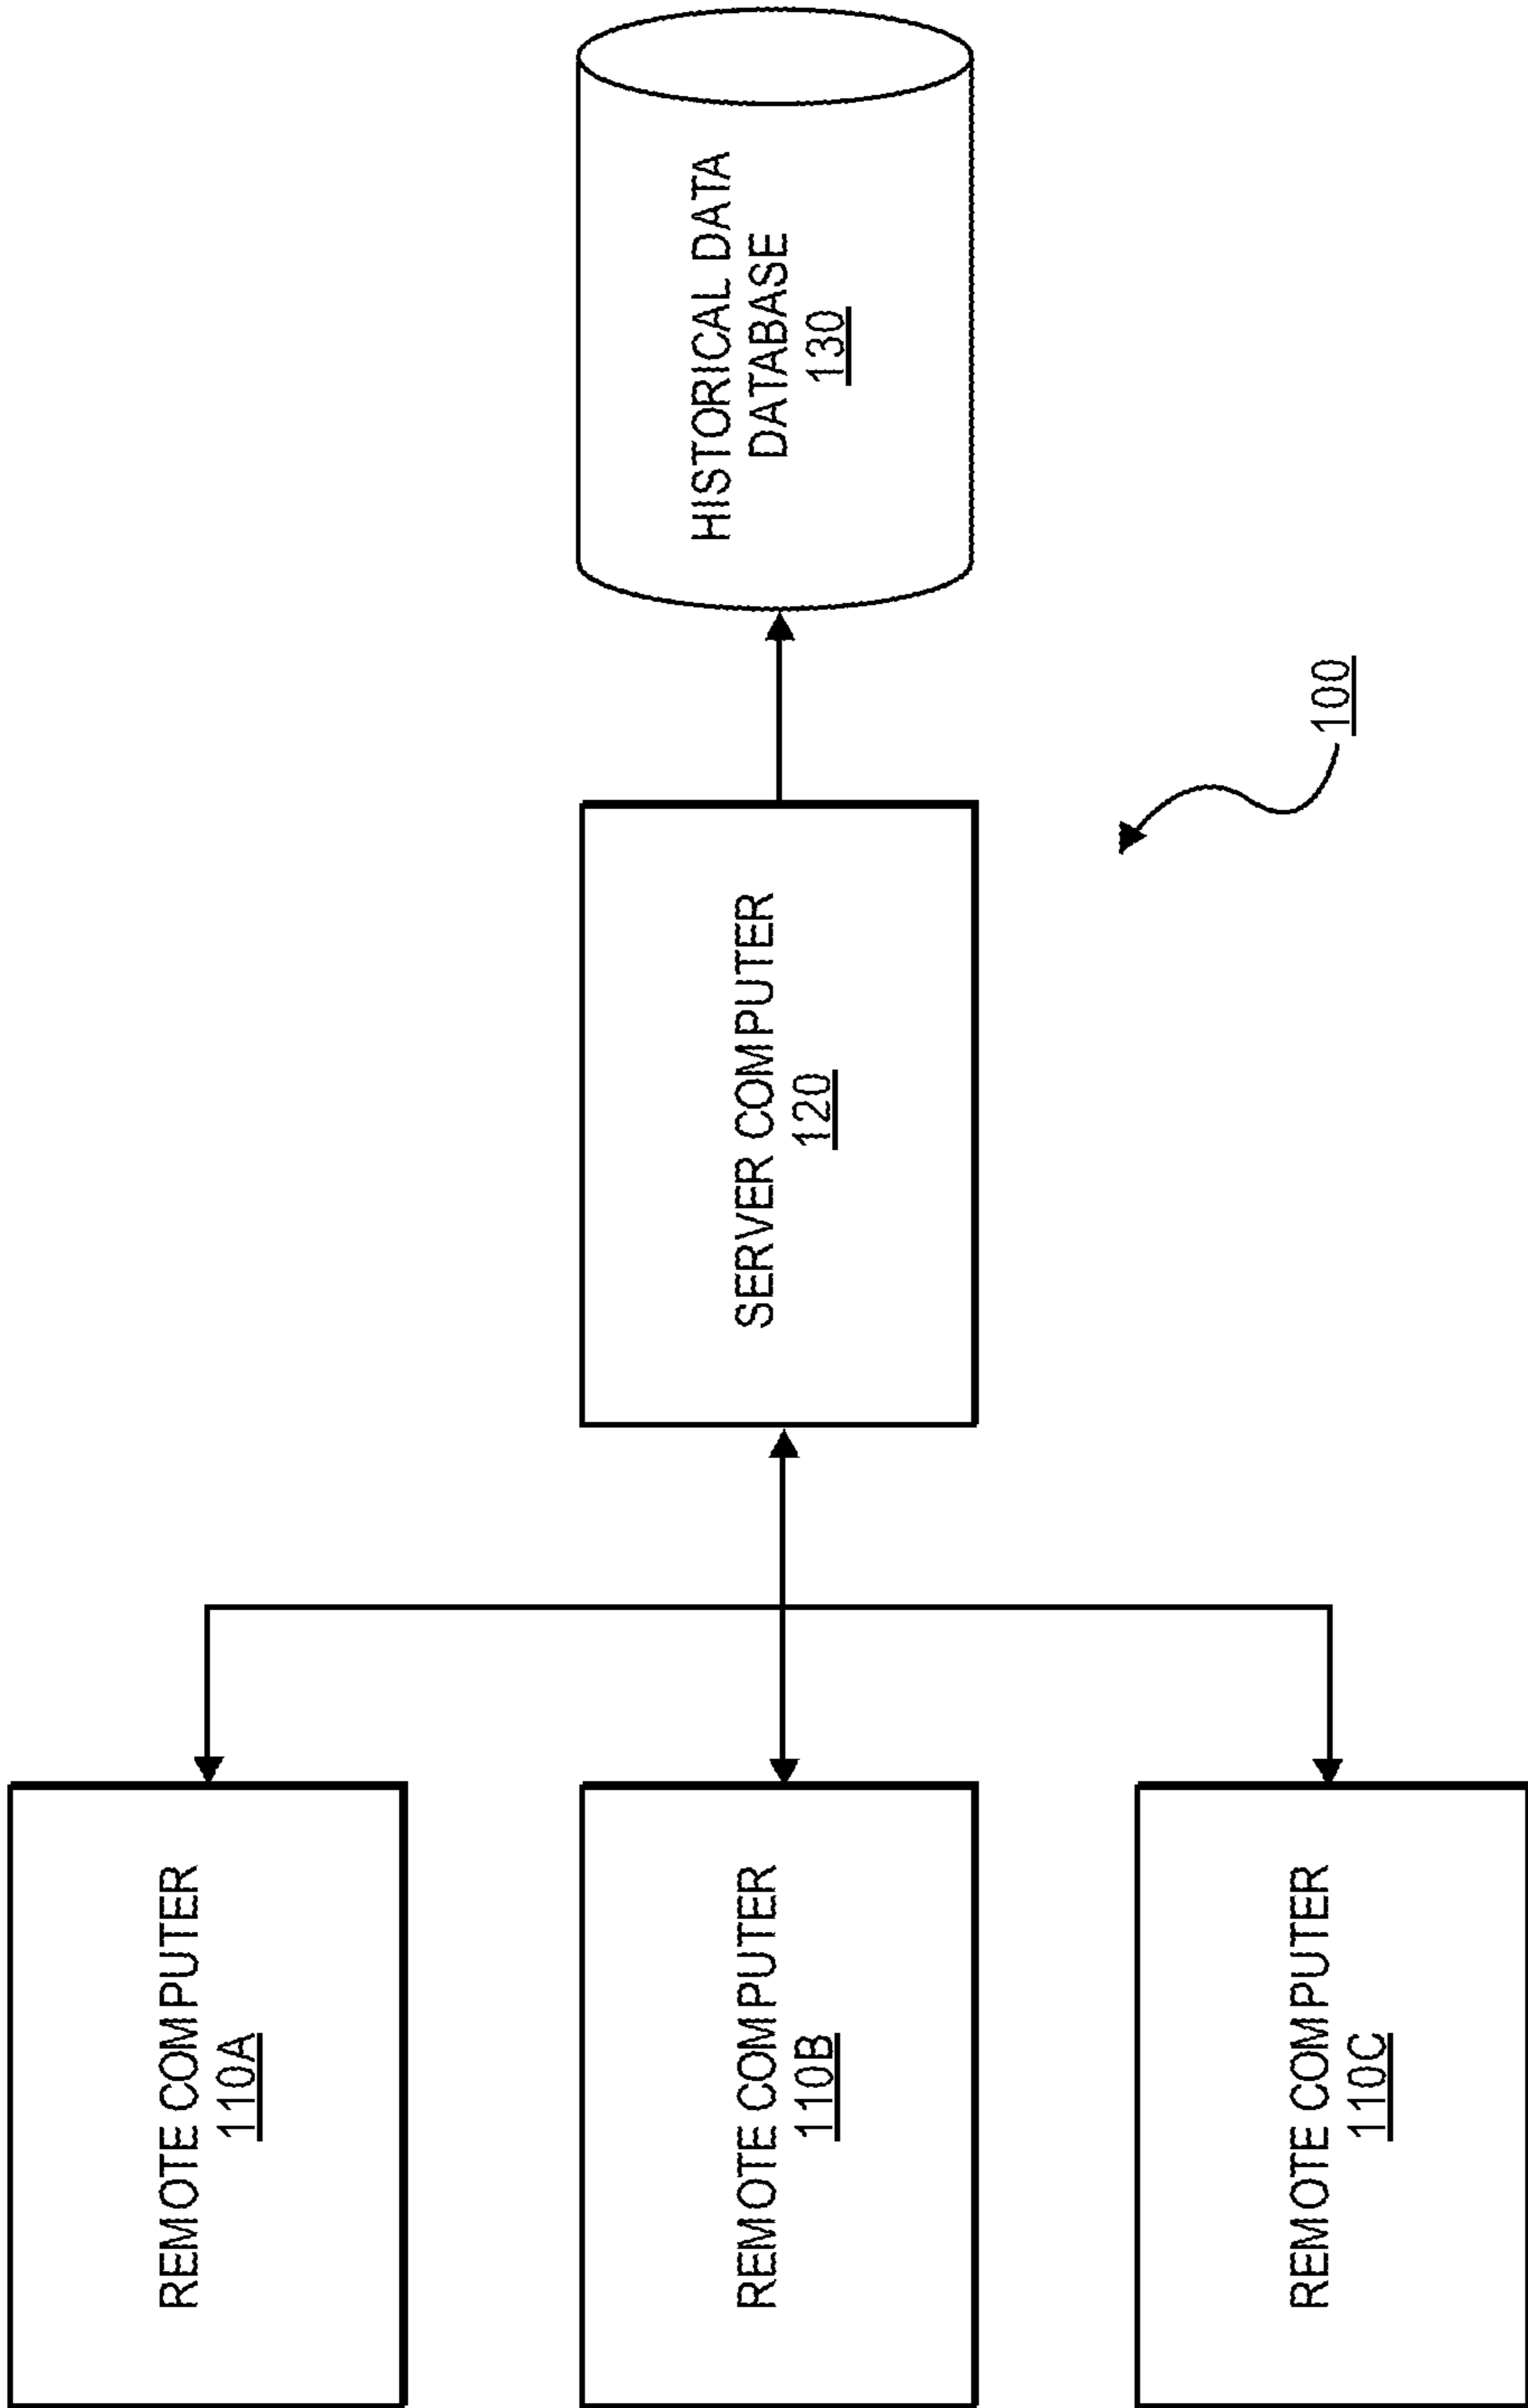 REMOTE COMPUTER
110A
REMOTE COMPUTER
110B
REMOTE COMPUTER
110C
SERVER COMPUTER
120
HISTORICAL DATA
DATABASE
130
100